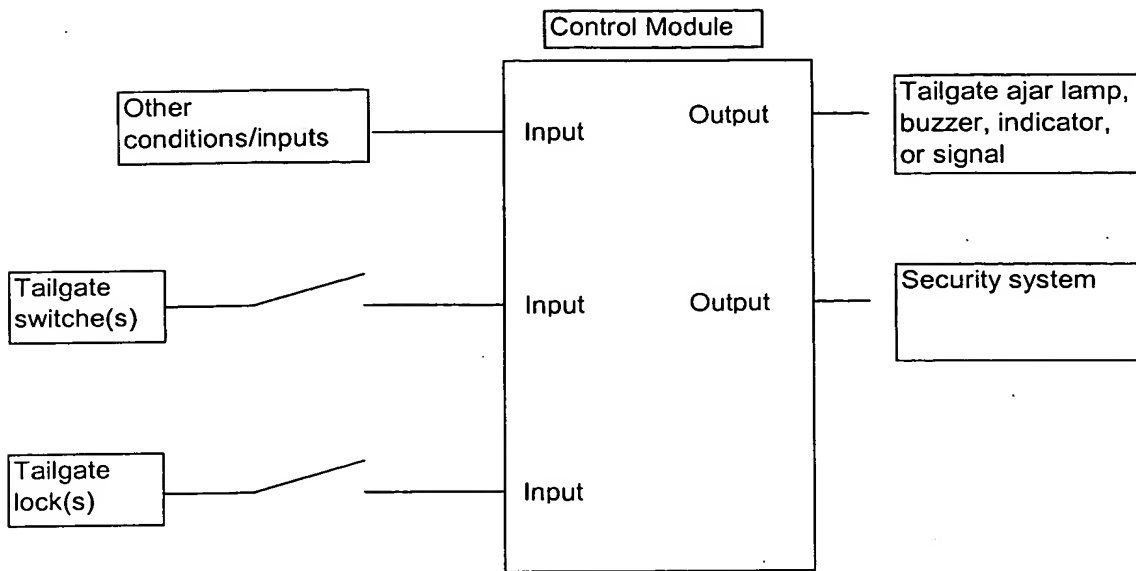 Control Module
Other
conditions/inputs
Input
Output
Tailgate ajar lamp,
buzzer, indicator,
or signal
Tailgate
switche(s)
Input
Output
Security system
Tailgate
lock(s)
Input